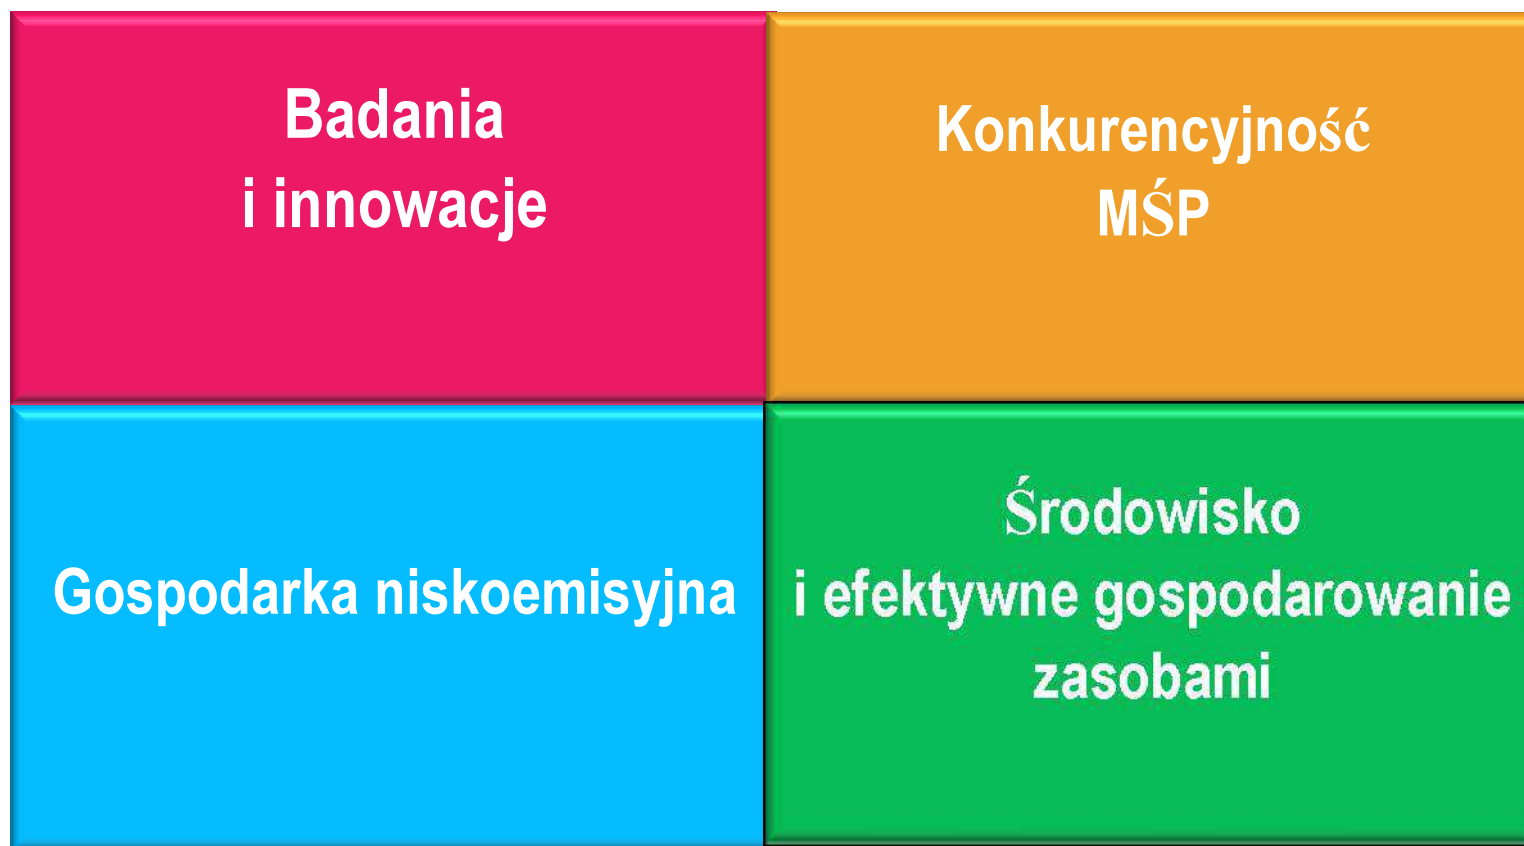 Badania
i innowacje
Konkurencyjność
MŚP
Gospodarka niskoemisyjna
Środowisko
i efektywne gospodarowanie
zasobami